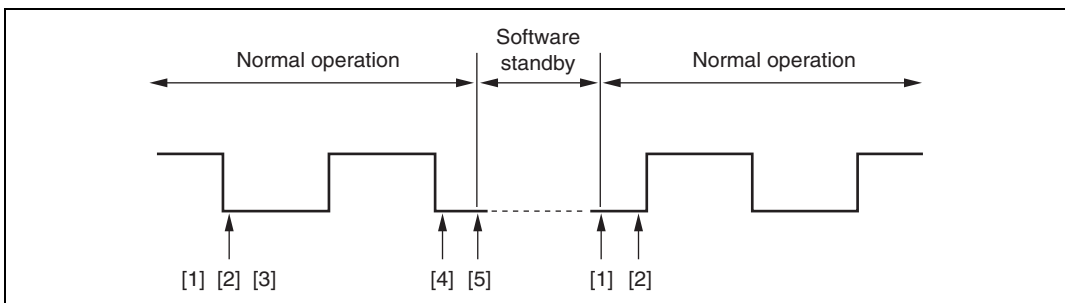 Software
standby
Normal operation
Normal operation
[1] [2] [3]
[4] [5]
[1] [2]